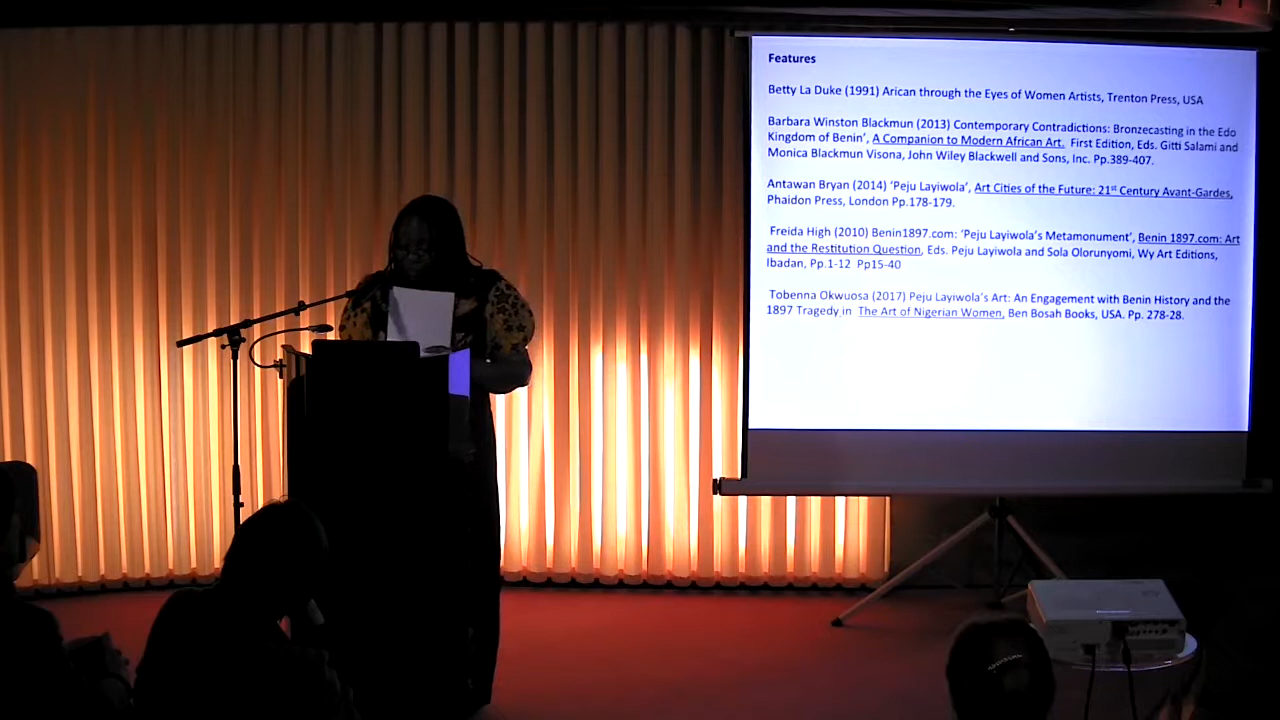 Features
Betty La Duke (1991) Arican through the Eyes of Women Artists, Trenton Press, USA
Barbara Winston Blackmun (2013) Contemporary Contradictions: Bronzecasting in the Edo
Kingdom of Benin’, A Companion to Modern African Art.  First Edition, Eds. Gitti Salami and
Monica Blackmun Visona, John Wiley Blackwell and Sons, Inc. Pp.389-407.
Antawan Bryan (2014) ‘Peju Layiwola’, Art Cities of the Future: 21st Century Avant-Gardes,
Phaidon Press, London Pp.178-179.
Freida High (2010) Benin1897.com: ‘Peju Layiwola’s Metamonument’, Benin 1897.com: Art
and the Restitution Question, Eds. Peju Layiwola and Sola Olorunyomi, Wy Art Editions,
Ibadan, Pp.1-12  Pp15-40
Tobenna Okwuosa (2017) Peju Layiwola’s Art: An Engagement with Benin History and the
1897 Tragedy in  The Art of Nigerian Women, Ben Bosah Books, USA. Pp. 278-28.